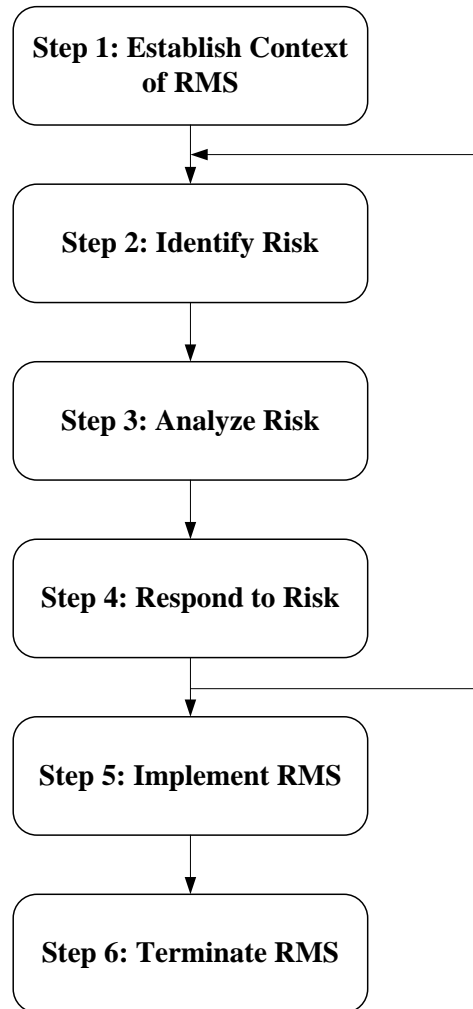 Step 1: Establish Context
of RMS
Step 2: Identify Risk
Step 3: Analyze Risk
Step 4: Respond to Risk
Step 5: Implement RMS
Step 6: Terminate RMS